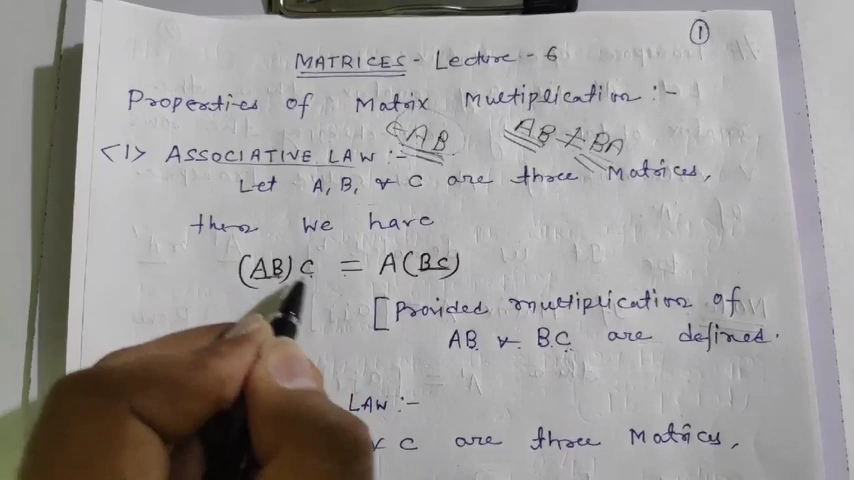 ①
MATRICES - Lecture - 6
Properties of Matrix Multiplication :-
AB AB ≠ BA
<1> ASSOCIATIVE LAW :-
Let A, B, & C are three Matrices,
then we have
(AB) C = A(BC)
[Provided multiplication of
AB & BC are defined.
LAW :-
& C are three Matrices,